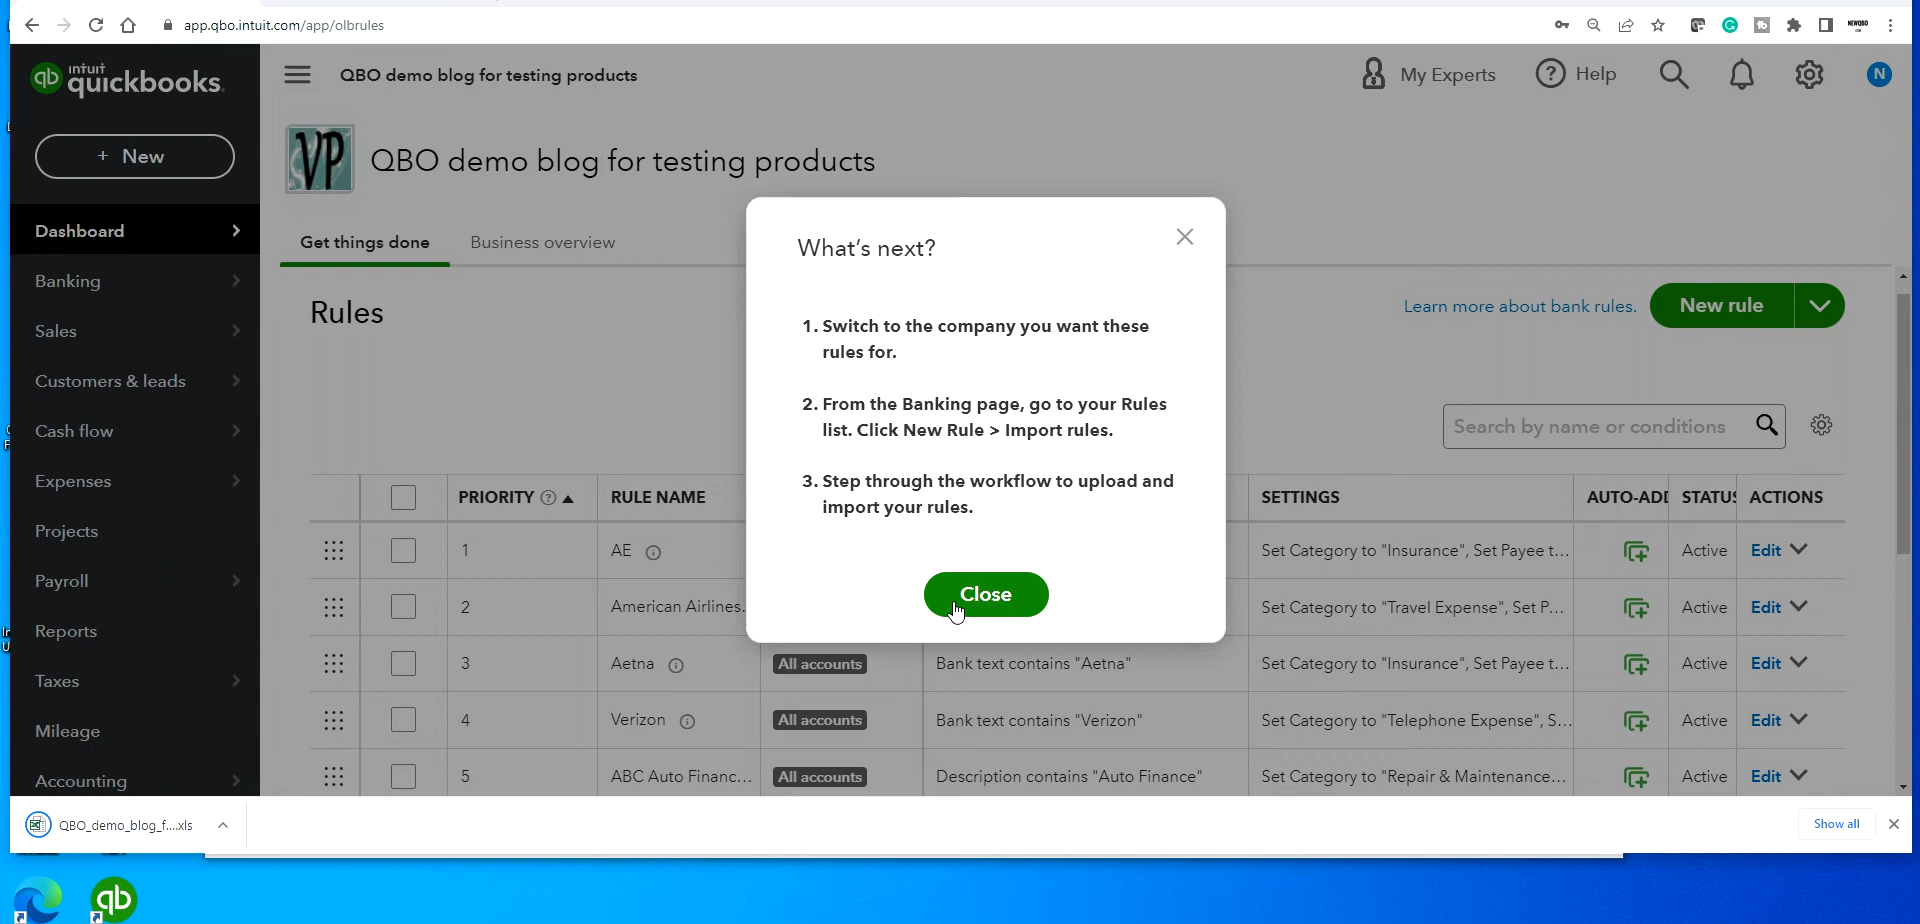 app.qbo.intuit.com/app/olbrules
NEWQBO
intuit
qb quickbooks.
QBO demo blog for testing products
My Experts
? Help
N
+ New
VP
QBO demo blog for testing products
Dashboard
Banking
Sales
Customers & leads
Cash flow
Expenses
Projects
Payroll
Reports
Taxes
Mileage
Accounting
Get things done
Business overview
Rules
Learn more about bank rules.
New rule
Search by name or conditions
What's next?
1. Switch to the company you want these
rules for.
2. From the Banking page, go to your Rules
list. Click New Rule > Import rules.
3. Step through the workflow to upload and
import your rules.
Close
PRIORITY ? RULE NAME SETTINGS AUTO-ADD STATUS ACTIONS
1 AE Set Category to "Insurance", Set Payee t... Active Edit
2 American Airlines... Set Category to "Travel Expense", Set P... Active Edit
3 Aetna All accounts Bank text contains "Aetna" Set Category to "Insurance", Set Payee t... Active Edit
4 Verizon All accounts Bank text contains "Verizon" Set Category to "Telephone Expense", S... Active Edit
5 ABC Auto Financ... All accounts Description contains "Auto Finance" Set Category to "Repair & Maintenance... Active Edit
QBO_demo_blog_f....xls
Show all
qb